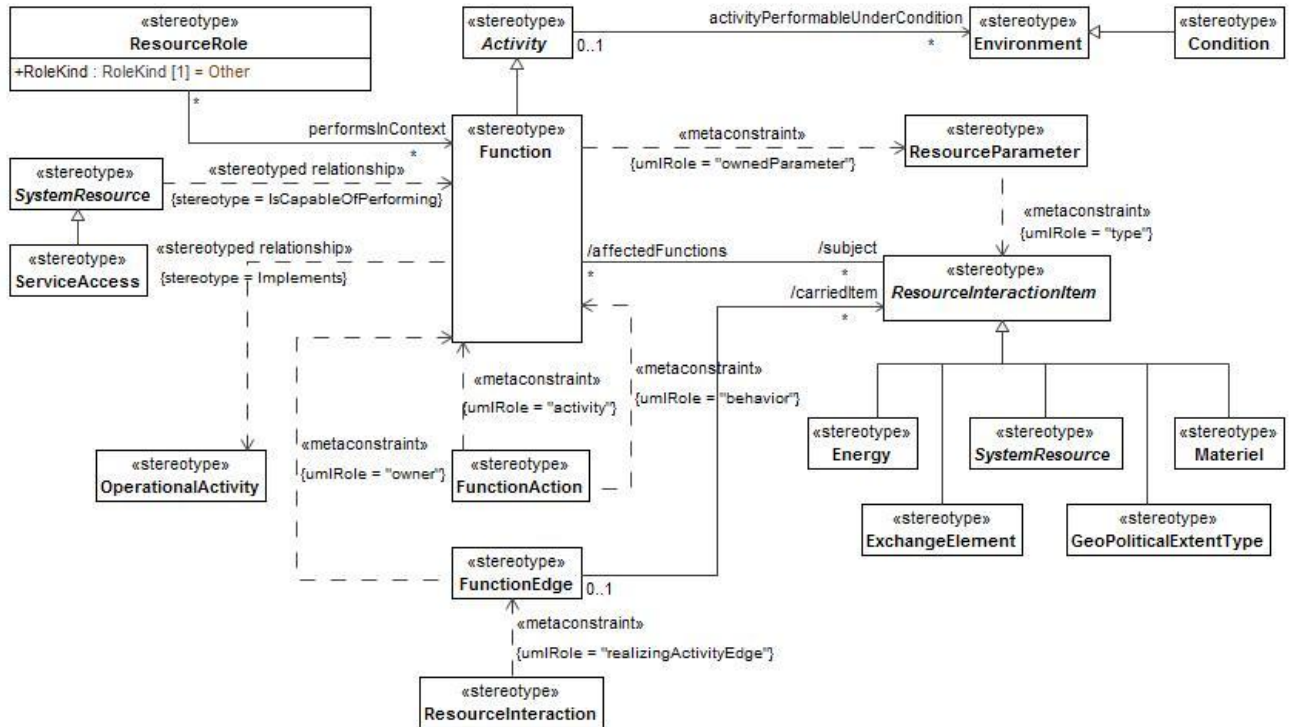 «stereotype»
ResourceRole
+RoleKind : RoleKind [1] = Other
*
«stereotype»
Activity
0..1
activityPerformableUnderCondition
*
«stereotype»
Environment
«stereotype»
Condition
performsInContext
*
«stereotype»
Function
«metaconstraint»
{umlRole = "ownedParameter"}
«stereotype»
ResourceParameter
«stereotype»
SystemResource
«stereotyped relationship»
{stereotype = IsCapableOfPerforming}
«metaconstraint»
{umlRole = "type"}
«stereotype»
ServiceAccess
«stereotyped relationship»
{stereotype = Implements}
/affectedFunctions
*
/subject
*
«stereotype»
ResourceInteractionItem
/carriedItem
*
«metaconstraint»
{umlRole = "activity"}
«metaconstraint»
{umlRole = "behavior"}
«metaconstraint»
{umlRole = "owner"}
«stereotype»
OperationalActivity
«stereotype»
FunctionAction
«stereotype»
Energy
«stereotype»
SystemResource
«stereotype»
Materiel
«stereotype»
ExchangeElement
«stereotype»
GeoPoliticalExtentType
«stereotype»
FunctionEdge
0..1
«metaconstraint»
{umlRole = "realizingActivityEdge"}
«stereotype»
ResourceInteraction